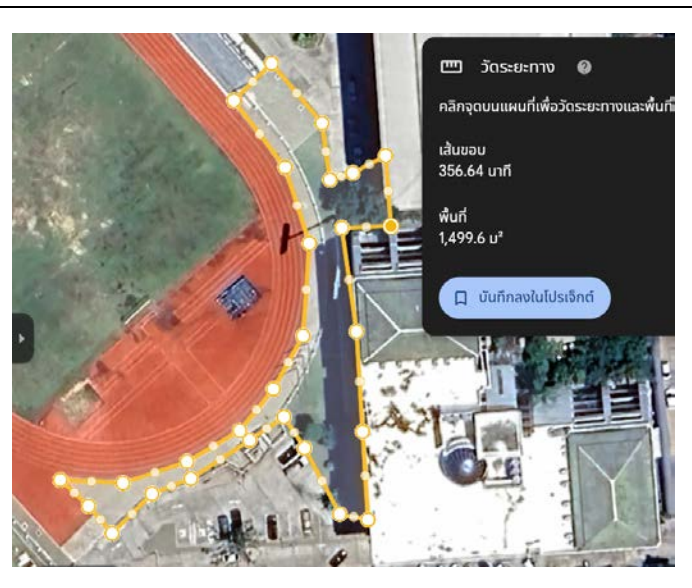 วัดระยะทาง
คลิกจุดบนแผนที่เพื่อวัดระยะทางและพื้นที่
เส้นขอบ
356.64 นาที
พื้นที่
1,499.6 ม²
บันทึกลงในโปรเจ็กต์